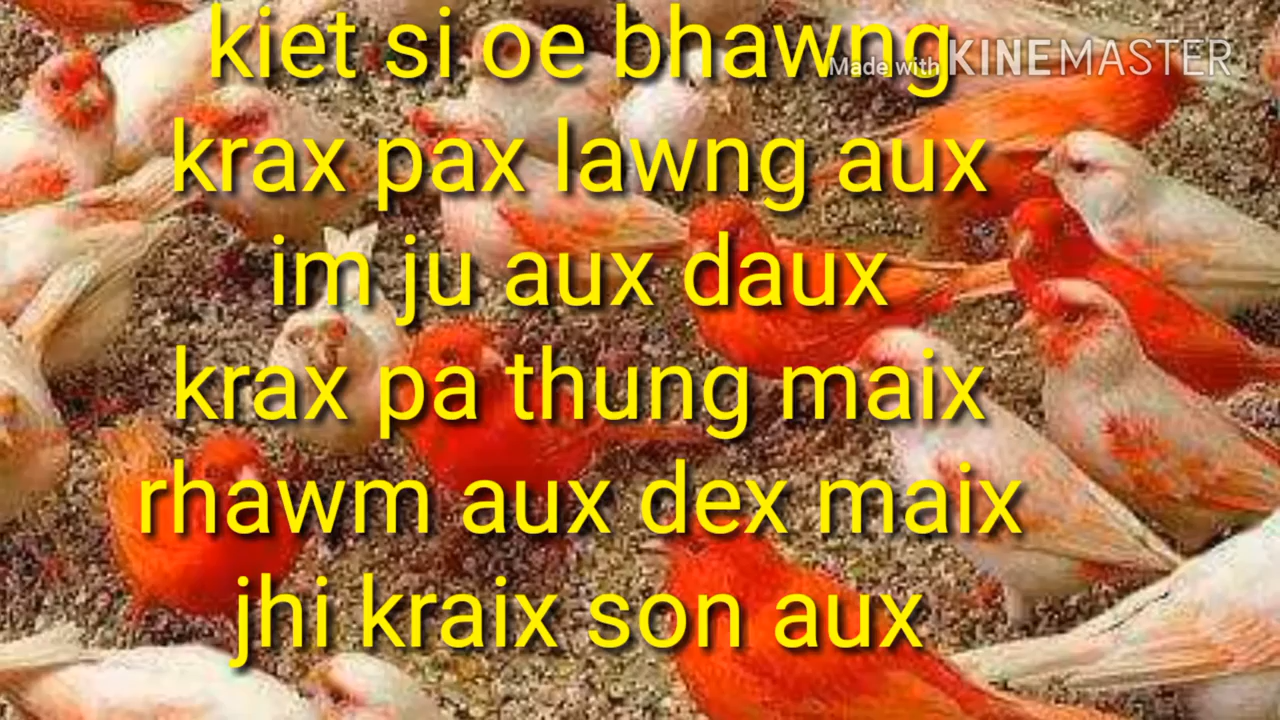 kiet si oe bhawng
Made with KINEMASTER
krax pax lawng aux
im ju aux daux
krax pa thung maix
rhawm aux dex maix
jhi kraix son aux